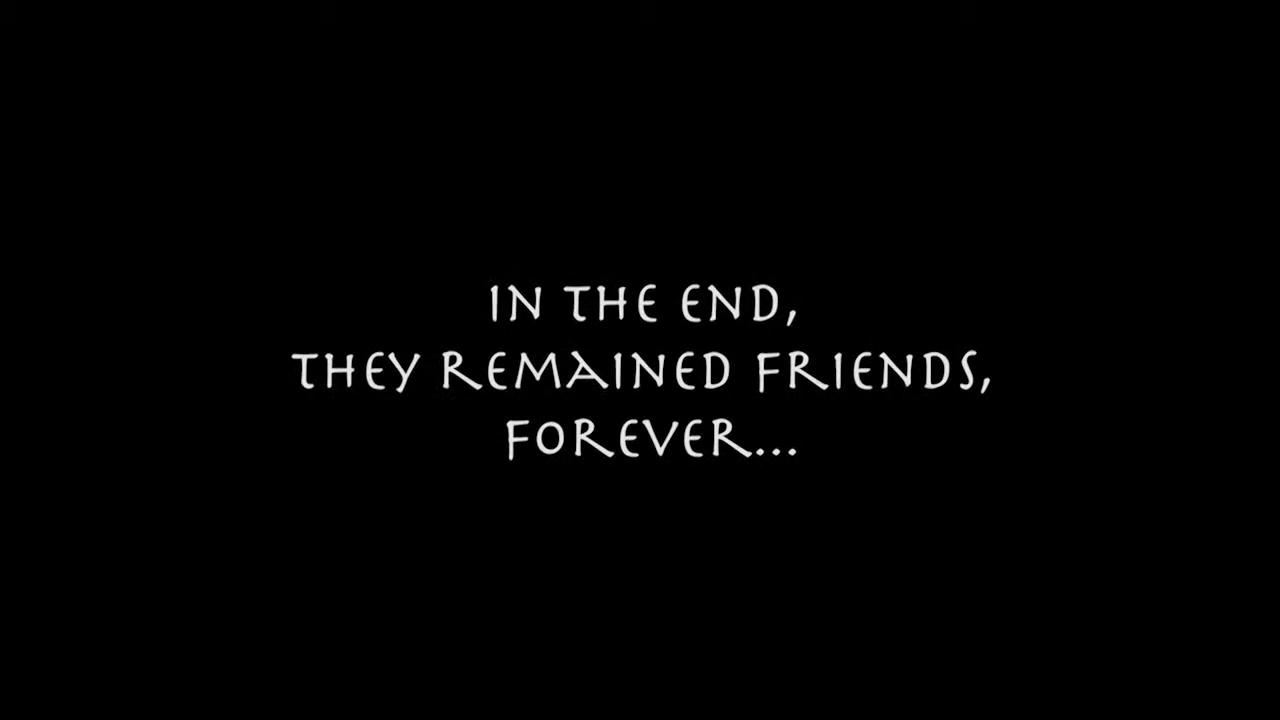 IN THE END,
THEY REMAINED FRIENDS,
FOREVER...